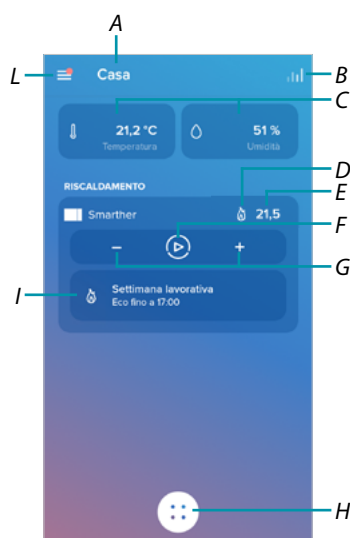 A
L
Casa
B
C
21,2 °C
Temperatura
51 %
Umidità
D
E
RISCALDAMENTO
Smarther
21,5
F
−
+
G
I
Settimana lavorativa
Eco fino a 17:00
H